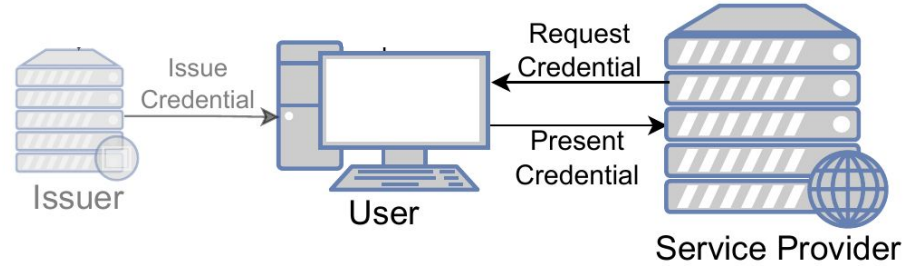 Issue
Credential
Issuer
User
Request
Credential
Present
Credential
Service Provider